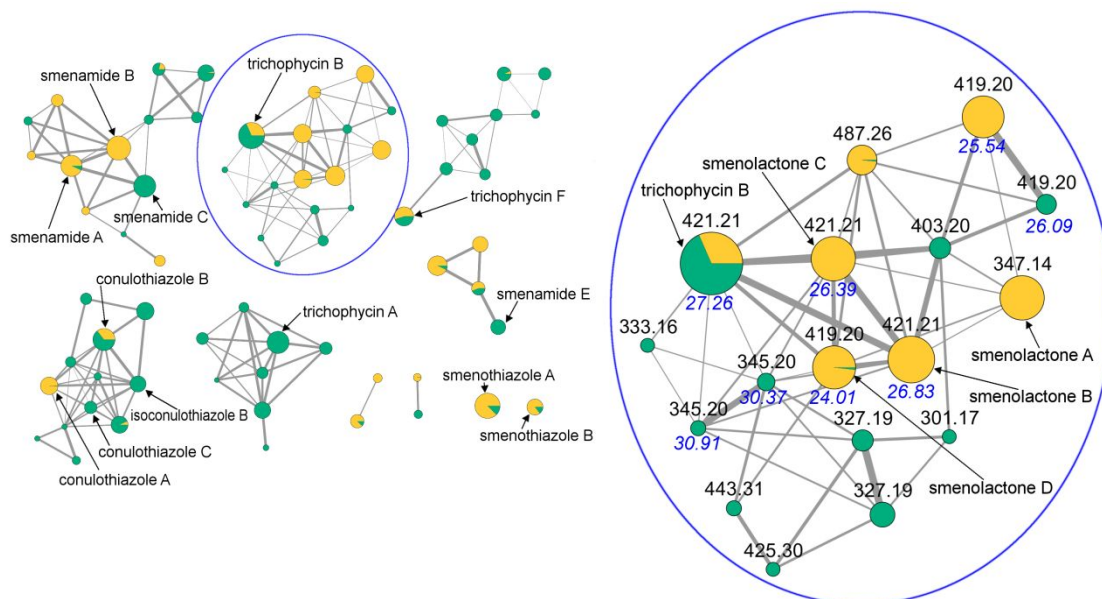 smenamide B
smenamide A
smenamide C
trichophycin B
trichophycin F
smenamide E
conulothiazole B
isoconulothiazole B
conulothiazole C
conulothiazole A
trichophycin A
smenothiazole A
smenothiazole B
419.20
25.54
487.26
smenolactone C
trichophycin B
421.21
27.26
421.21
26.39
403.20
419.20
26.09
347.14
smenolactone A
333.16
419.20
24.01
421.21
26.83
smenolactone B
345.20
30.37
345.20
30.91
327.19
301.17
smenolactone D
443.31
327.19
425.30